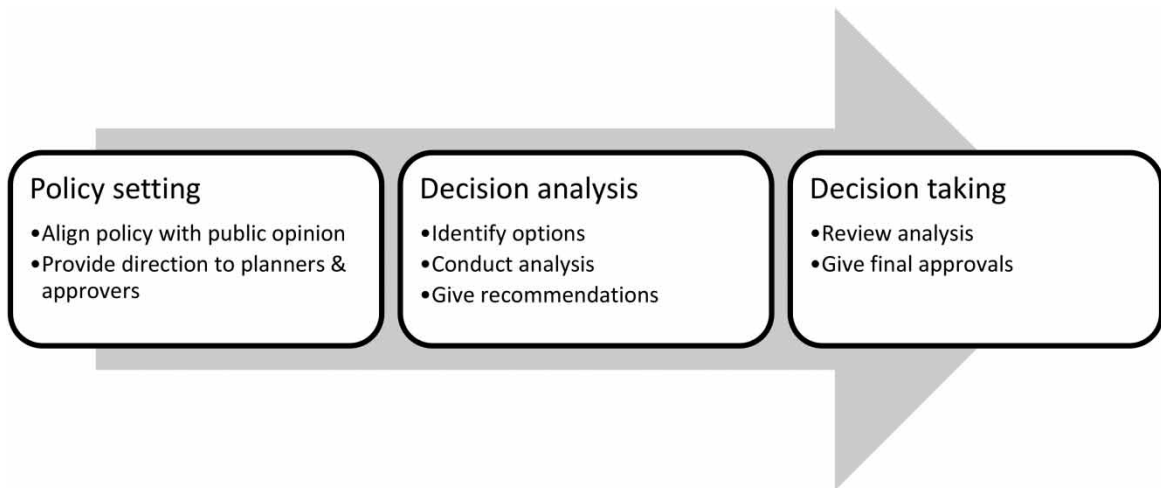 Policy setting
•Align policy with public opinion
•Provide direction to planners &
approvers
Decision analysis
•Identify options
•Conduct analysis
•Give recommendations
Decision taking
•Review analysis
•Give final approvals